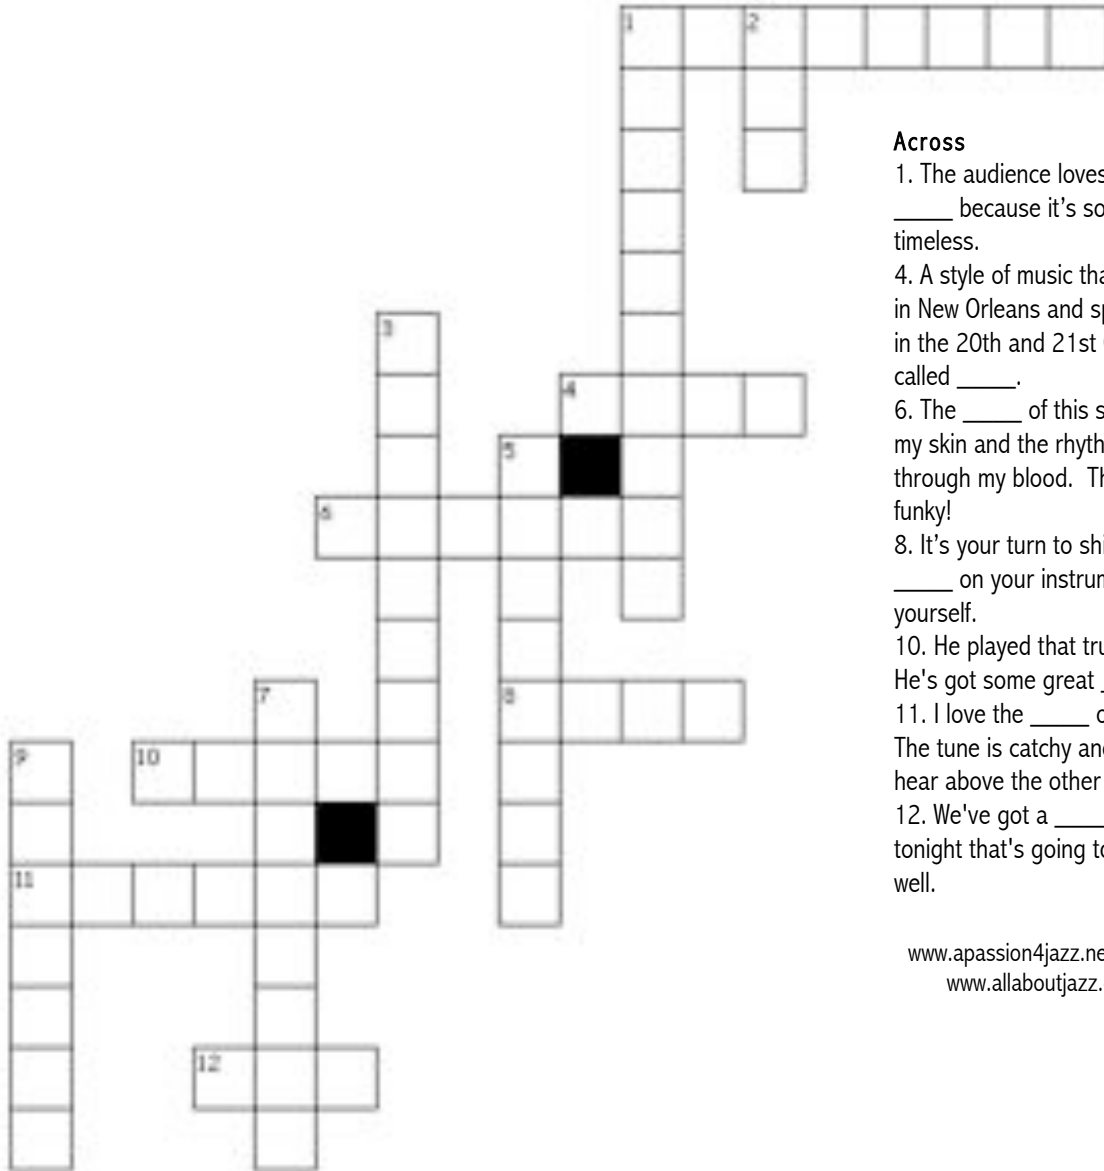 1 2
3
4
5
6
7 8
9 10
11
12
Across
1. The audience loves
_____ because it's so
timeless.
4. A style of music tha
in New Orleans and sp
in the 20th and 21st
called _____.
6. The _____ of this s
my skin and the rhyth
through my blood. Th
funky!
8. It's your turn to shi
_____ on your instrum
yourself.
10. He played that tru
He's got some great _
11. I love the _____ o
The tune is catchy and
hear above the other
12. We've got a ____
tonight that's going to
well.
www.apassion4jazz.ne
www.allaboutjazz.